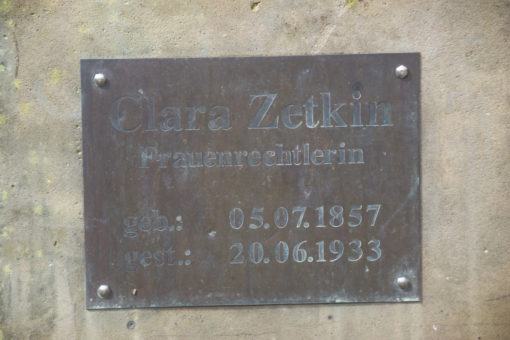 Clara Zetkin
Frauenrechtlerin
geb.: 05.07.1857
gest.: 20.06.1933